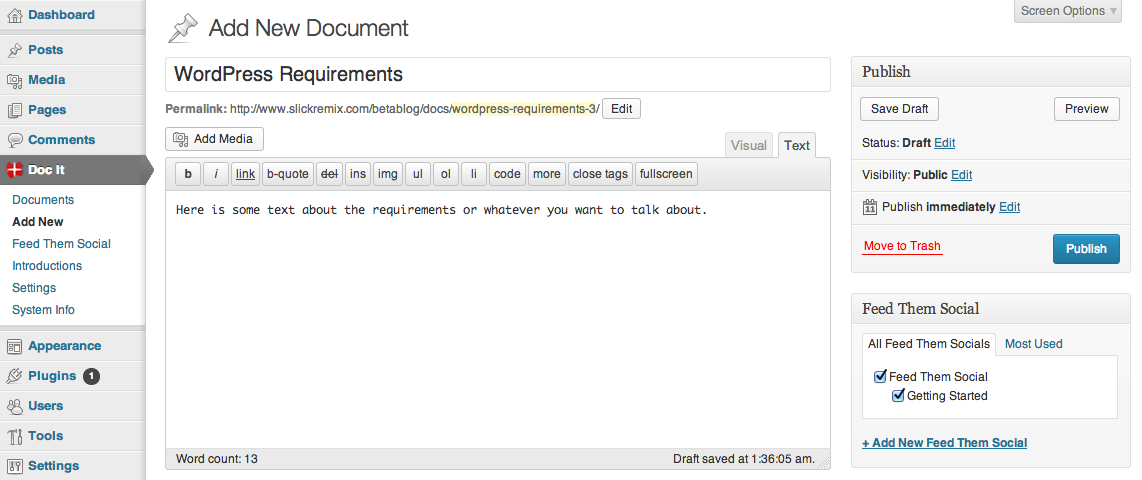 Dashboard
Posts
Media
Pages
Comments
Doc It
Documents
Add New
Feed Them Social
Introductions
Settings
System Info
Appearance
Plugins 1
Users
Tools
Settings
Screen Options
Add New Document
WordPress Requirements
Permalink: http://www.slickremix.com/betablog/docs/wordpress-requirements-3/ Edit
Add Media
Visual Text
b i link b-quote del ins img ul ol li code more close tags fullscreen
Here is some text about the requirements or whatever you want to talk about.
Word count: 13 Draft saved at 1:36:05 am.
Publish
Save Draft Preview
Status: Draft Edit
Visibility: Public Edit
11 Publish immediately Edit
Move to Trash Publish
Feed Them Social
All Feed Them Socials Most Used
Feed Them Social
Getting Started
+ Add New Feed Them Social